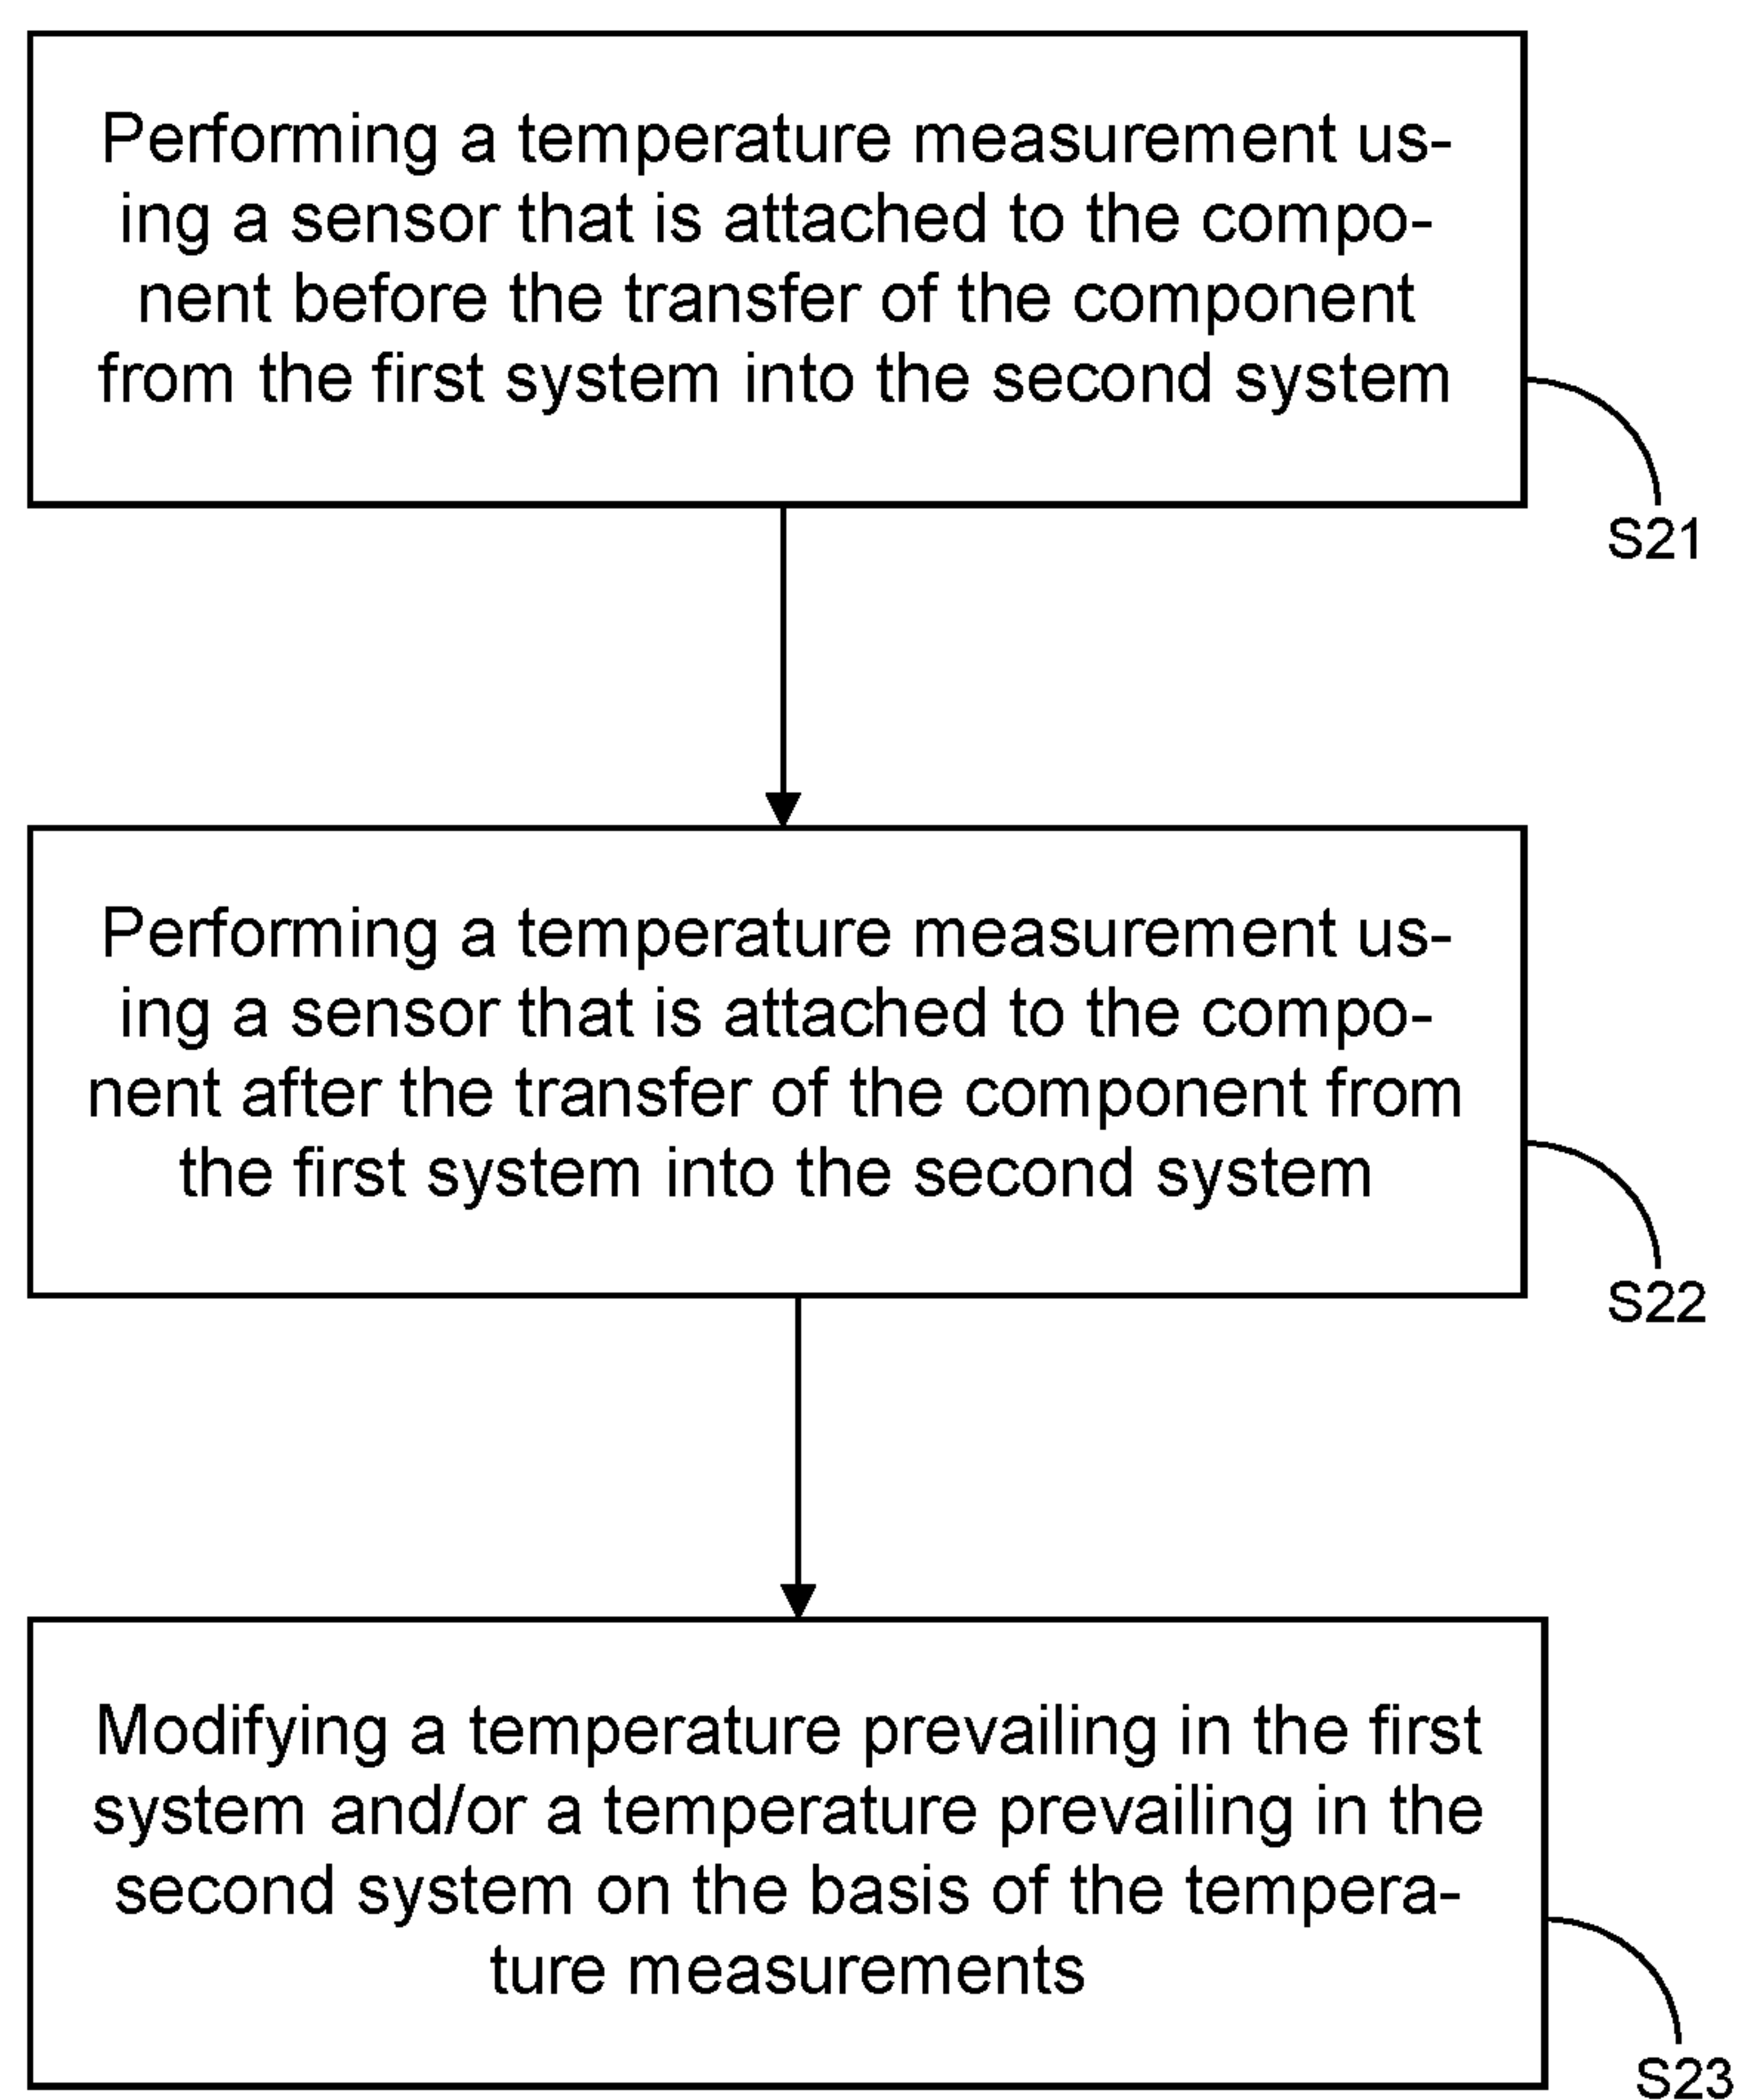 Performing a temperature measurement us-
ing a sensor that is attached to the compo-
nent before the transfer of the component
from the first system into the second system
S21
Performing a temperature measurement us-
ing a sensor that is attached to the compo-
nent after the transfer of the component from
the first system into the second system
S22
Modifying a temperature prevailing in the first
system and/or a temperature prevailing in the
second system on the basis of the tempera-
ture measurements
S23